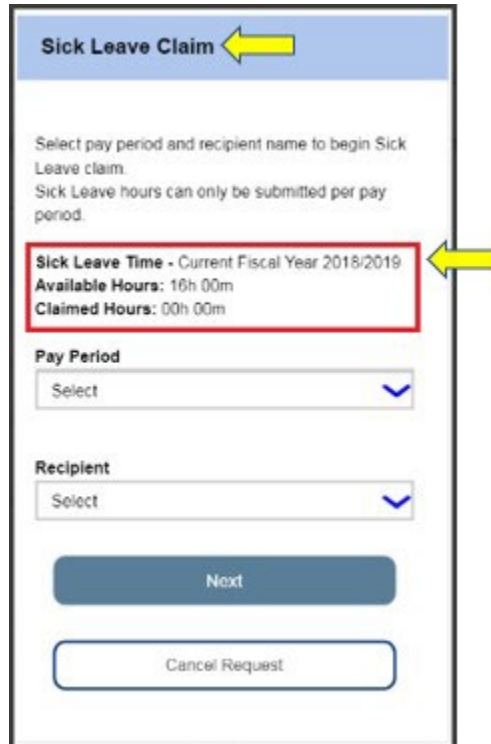 Sick Leave Claim
Select pay period and recipient name to begin Sick
Leave claim.
Sick Leave hours can only be submitted per pay
period.
Sick Leave Time - Current Fiscal Year 2018/2019
Available Hours: 16h 00m
Claimed Hours: 00h 00m
Pay Period
Select
Recipient
Select
Next
Cancel Request